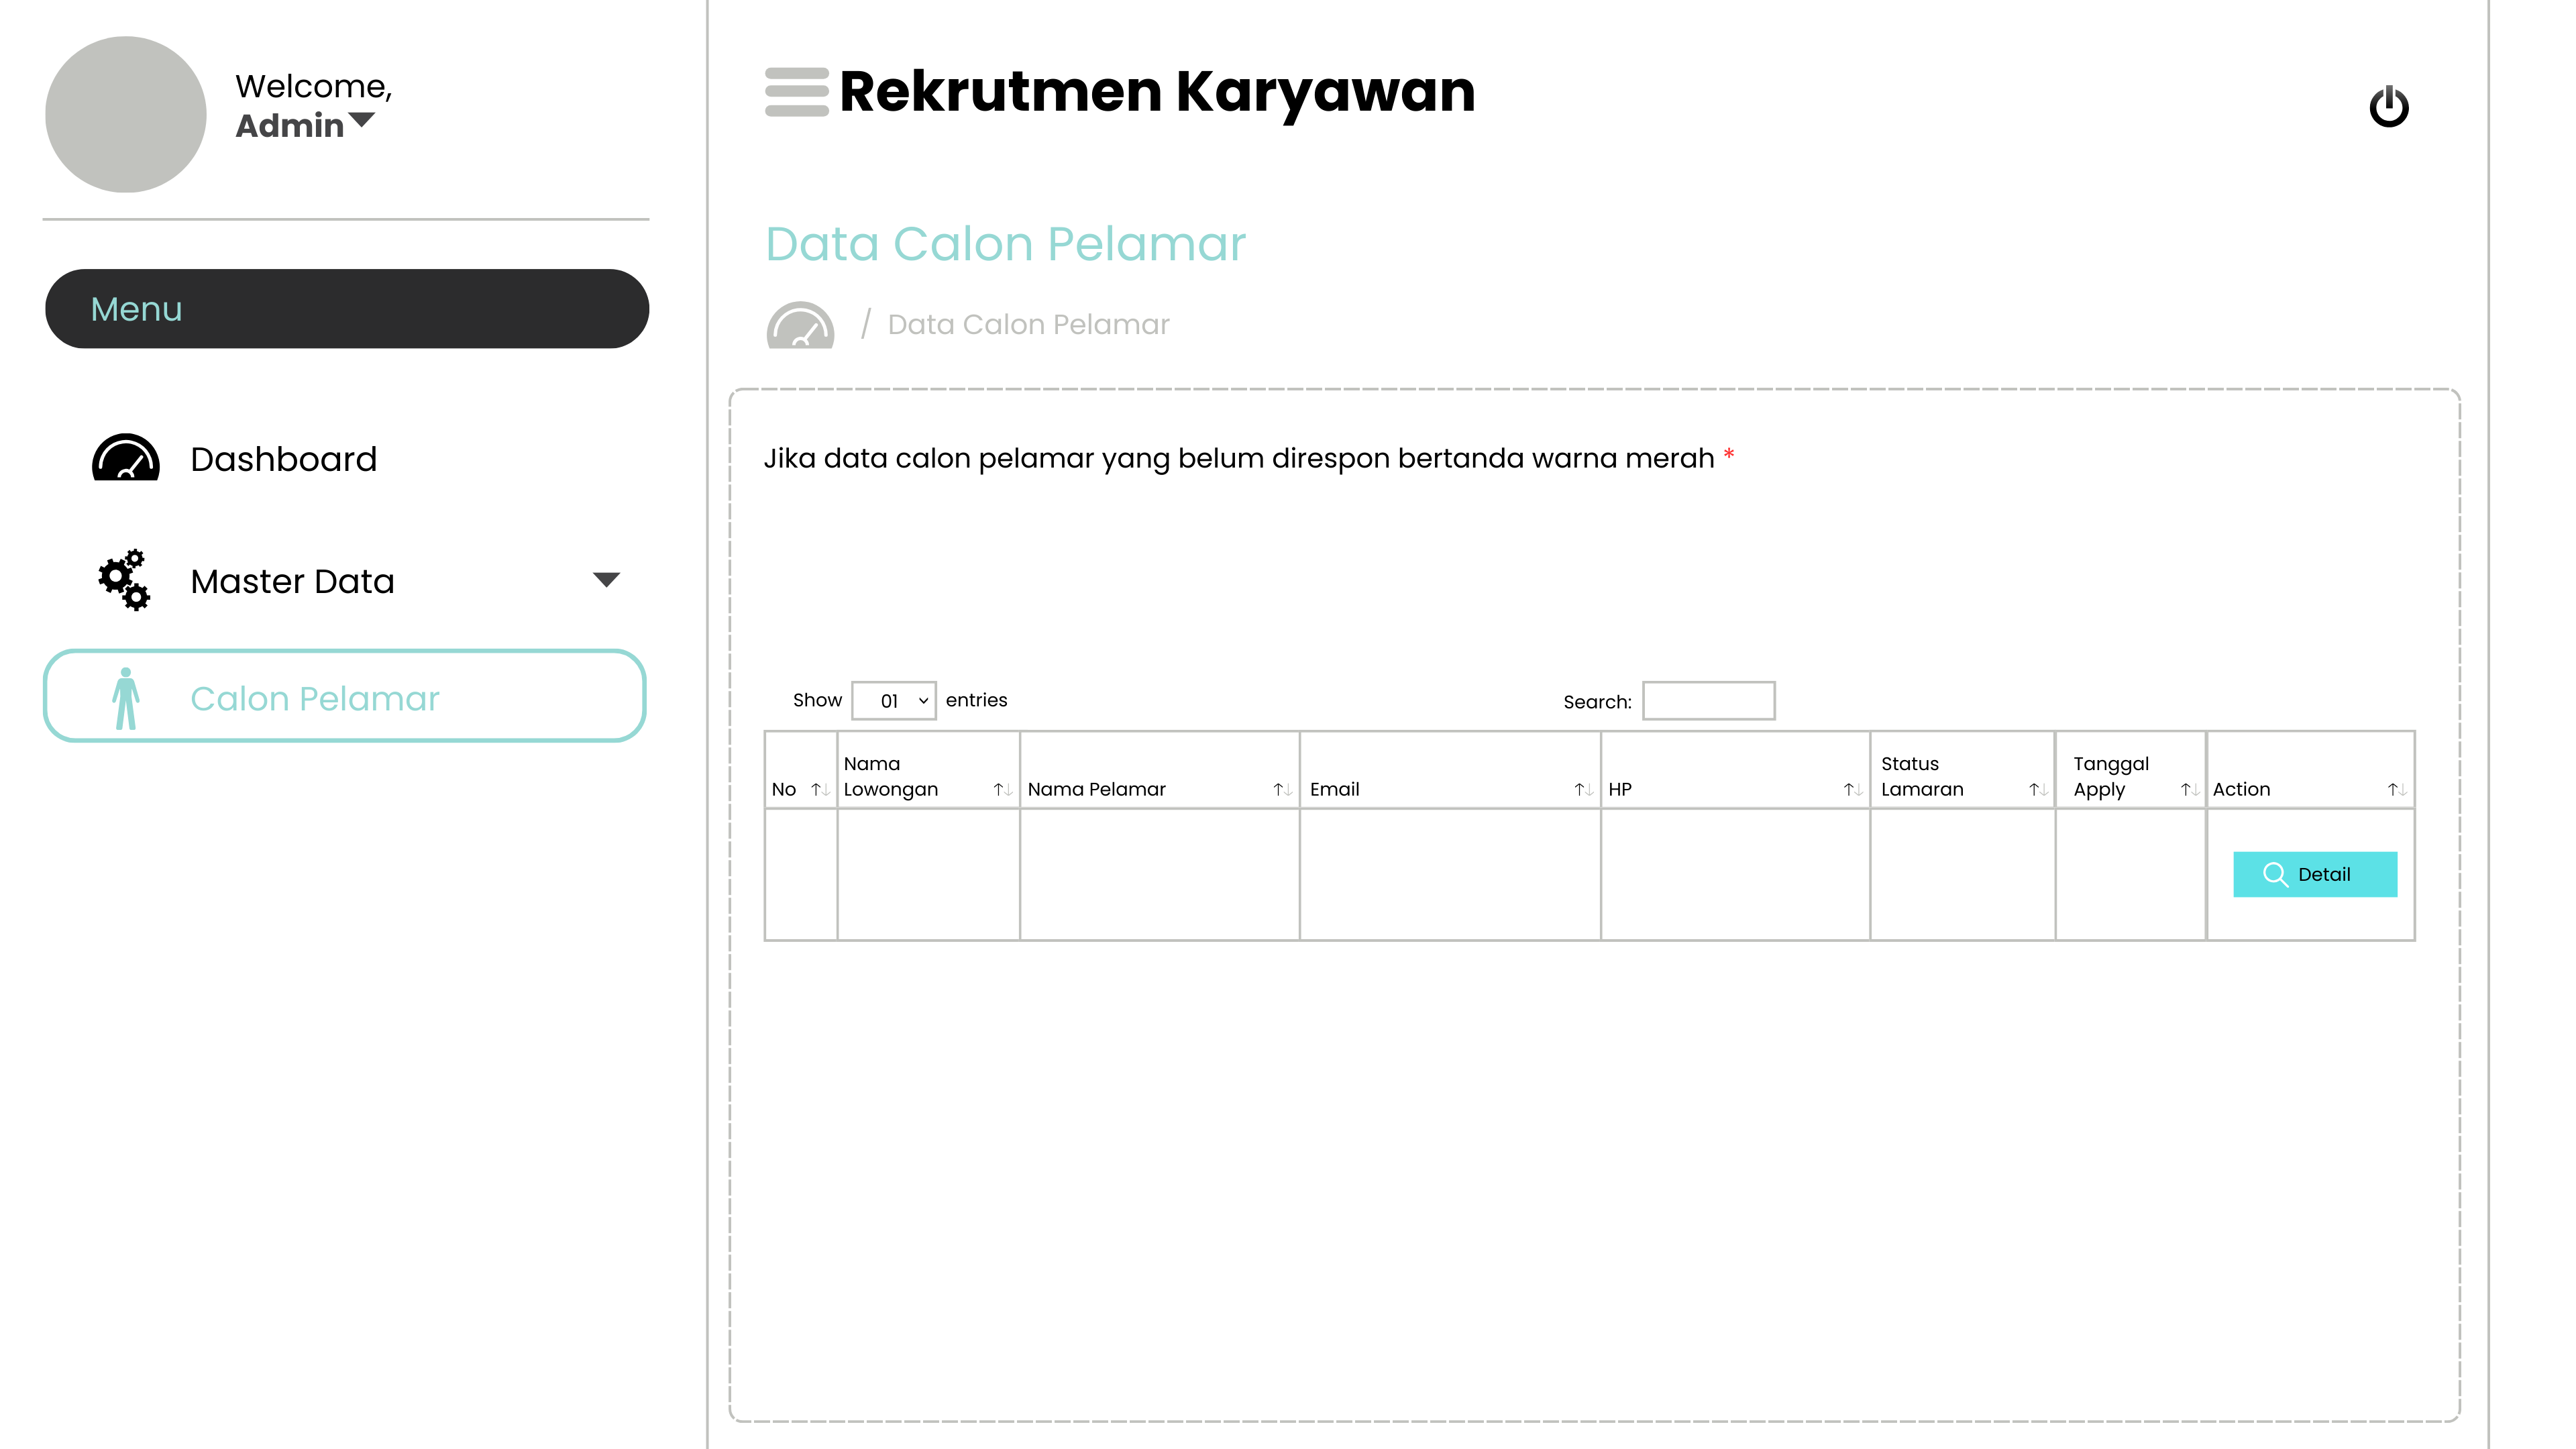 Welcome,
Admin
Menu
Dashboard
Master Data
Calon Pelamar
Rekrutmen Karyawan
Data Calon Pelamar
/ Data Calon Pelamar
Jika data calon pelamar yang belum direspon bertanda warna merah *
Show 01 entries
Search:
No
Nama
Lowongan
Nama Pelamar
Email
HP
Status
Lamaran
Tanggal
Apply
Action
Detail